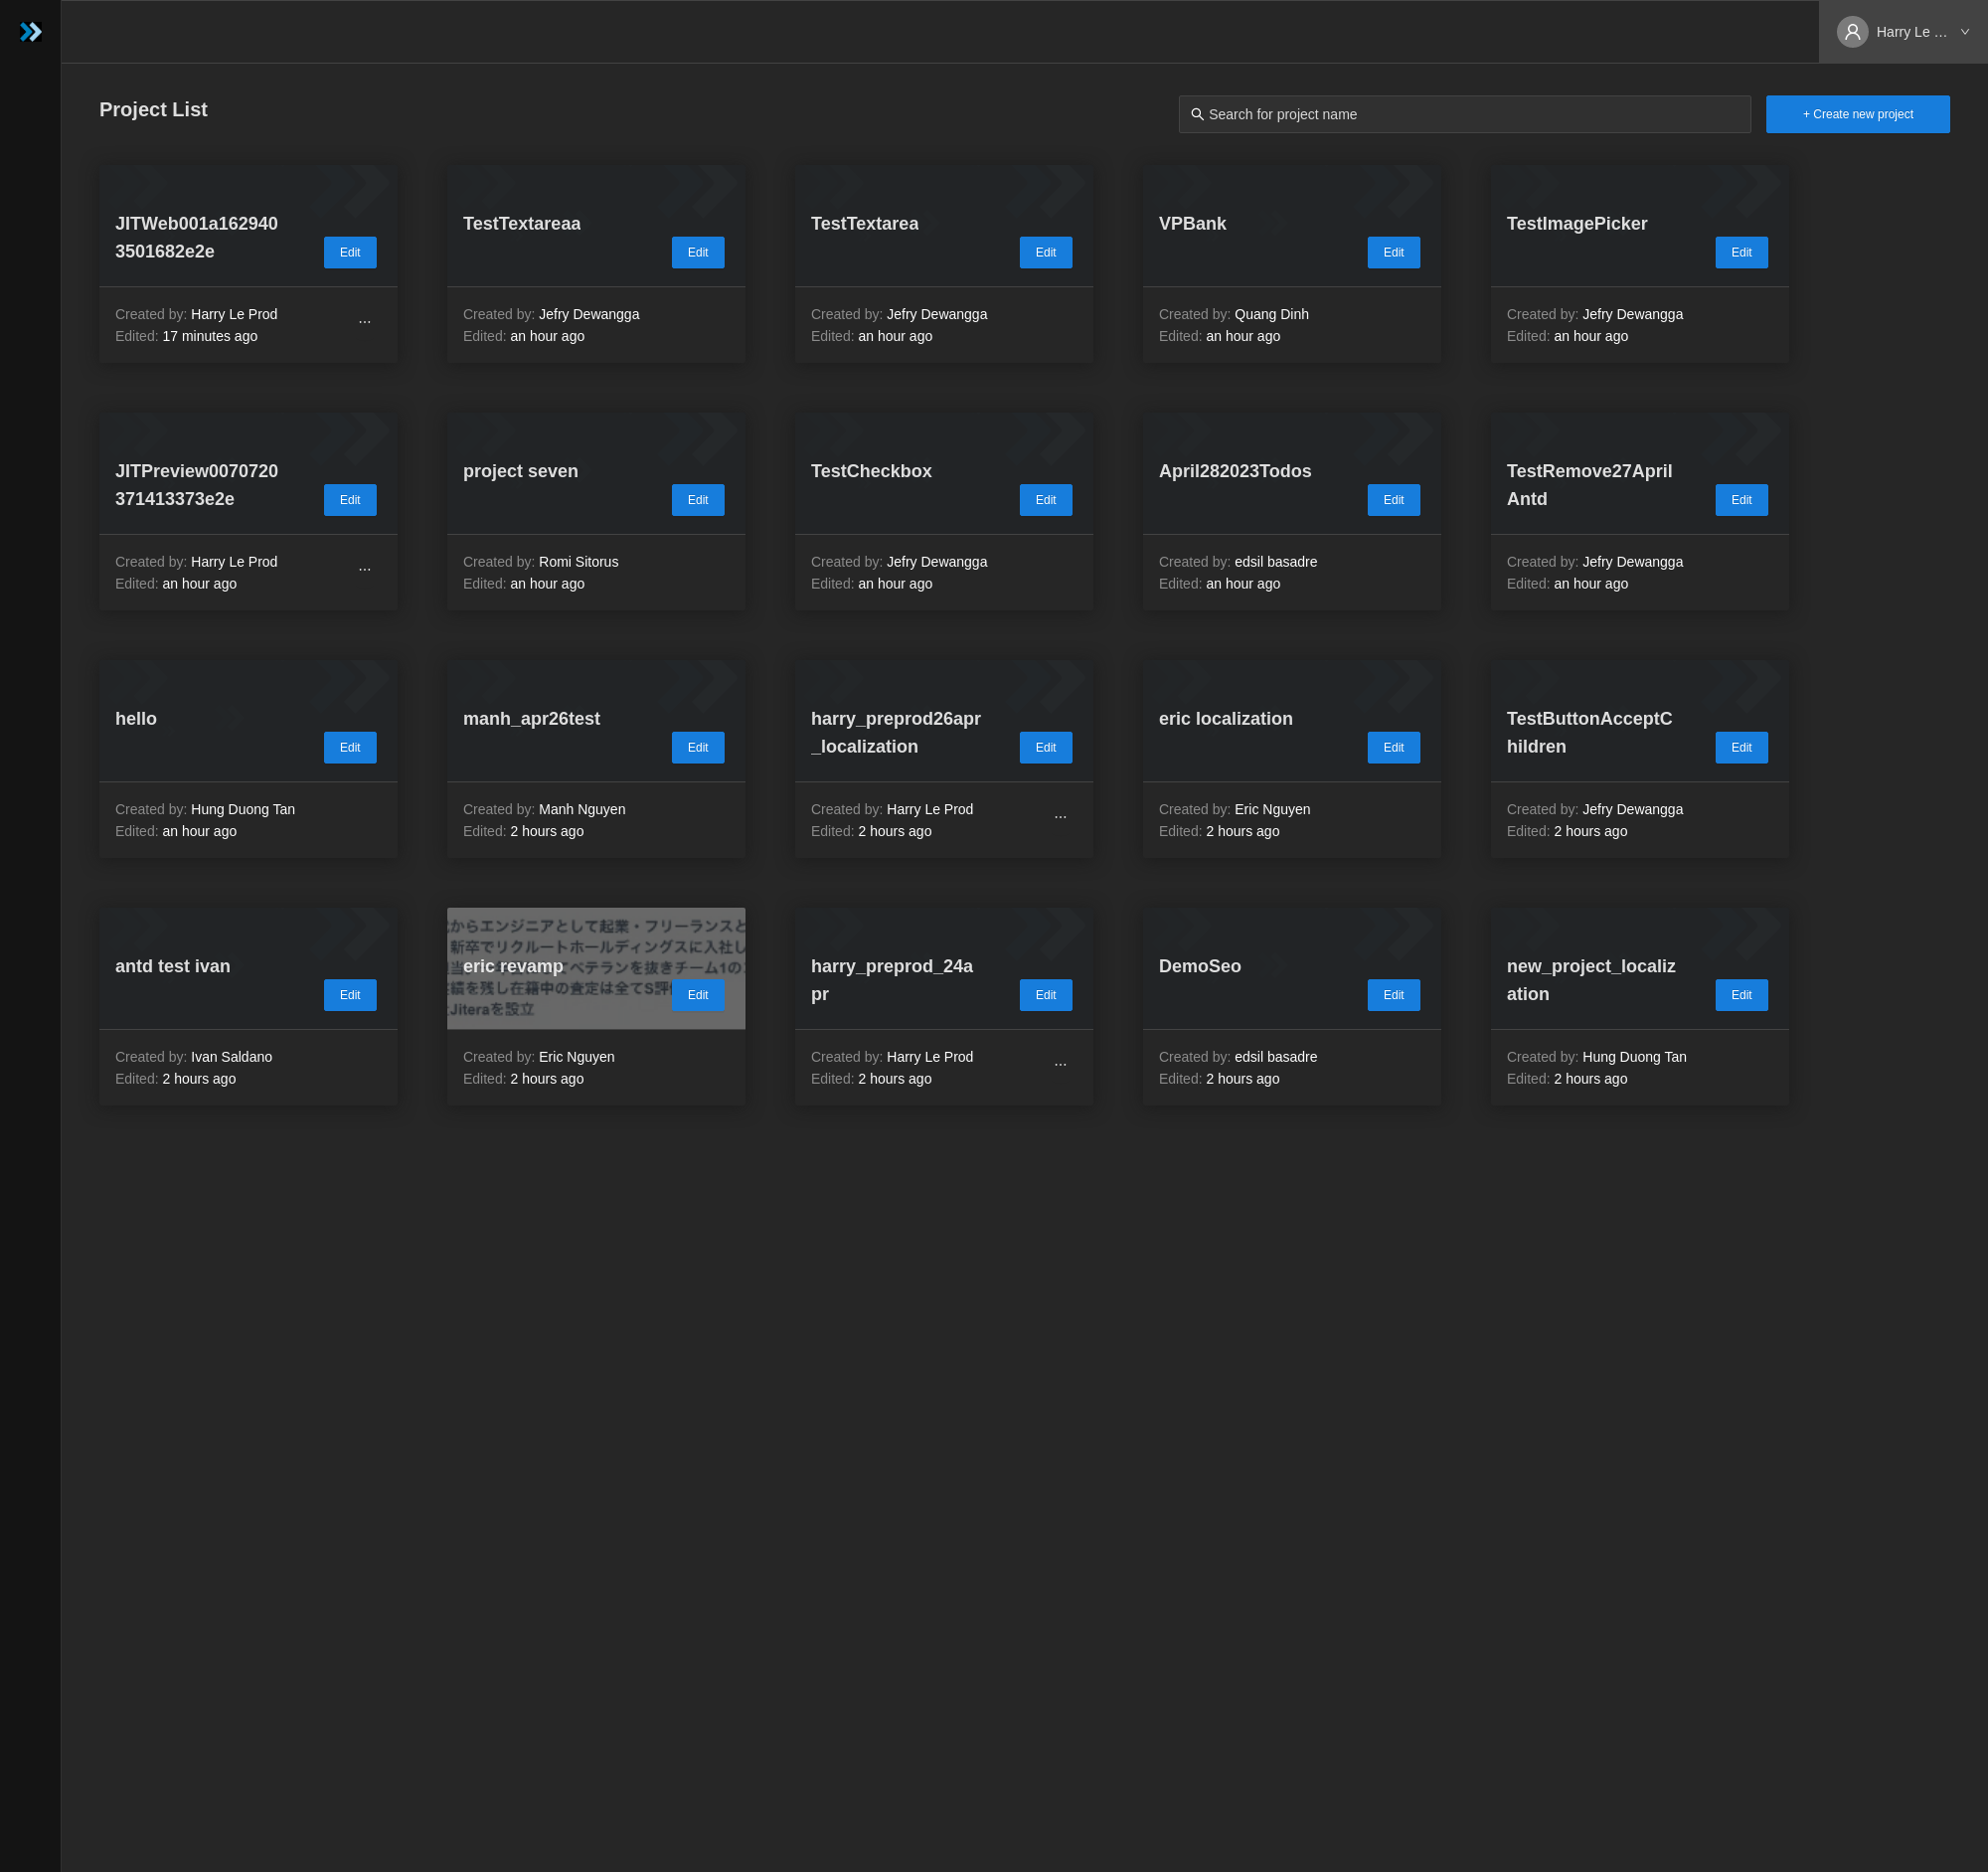 Harry Le ...
Project List
Search for project name
+ Create new project
JITWeb001a162940
3501682e2e
Edit
Created by: Harry Le Prod
Edited: 17 minutes ago
...
TestTextareaa
Edit
Created by: Jefry Dewangga
Edited: an hour ago
TestTextarea
Edit
Created by: Jefry Dewangga
Edited: an hour ago
VPBank
Edit
Created by: Quang Dinh
Edited: an hour ago
TestImagePicker
Edit
Created by: Jefry Dewangga
Edited: an hour ago
JITPreview0070720
371413373e2e
Edit
Created by: Harry Le Prod
Edited: an hour ago
...
project seven
Edit
Created by: Romi Sitorus
Edited: an hour ago
TestCheckbox
Edit
Created by: Jefry Dewangga
Edited: an hour ago
April282023Todos
Edit
Created by: edsil basadre
Edited: an hour ago
TestRemove27April
Antd
Edit
Created by: Jefry Dewangga
Edited: an hour ago
hello
Edit
Created by: Hung Duong Tan
Edited: an hour ago
manh_apr26test
Edit
Created by: Manh Nguyen
Edited: 2 hours ago
harry_preprod26apr
_localization
Edit
Created by: Harry Le Prod
Edited: 2 hours ago
...
eric localization
Edit
Created by: Eric Nguyen
Edited: 2 hours ago
TestButtonAcceptC
hildren
Edit
Created by: Jefry Dewangga
Edited: 2 hours ago
antd test ivan
Edit
Created by: Ivan Saldano
Edited: 2 hours ago
からエンジニアとして起業・フリーランスと
新卒でリクルートホールディングスに入社し
eric revamp
てベテランを抜きチーム1の
績を残し在籍中の査定は全てS評
Edit
Jiteraを設立
Created by: Eric Nguyen
Edited: 2 hours ago
harry_preprod_24a
pr
Edit
Created by: Harry Le Prod
Edited: 2 hours ago
...
DemoSeo
Edit
Created by: edsil basadre
Edited: 2 hours ago
new_project_localiz
ation
Edit
Created by: Hung Duong Tan
Edited: 2 hours ago